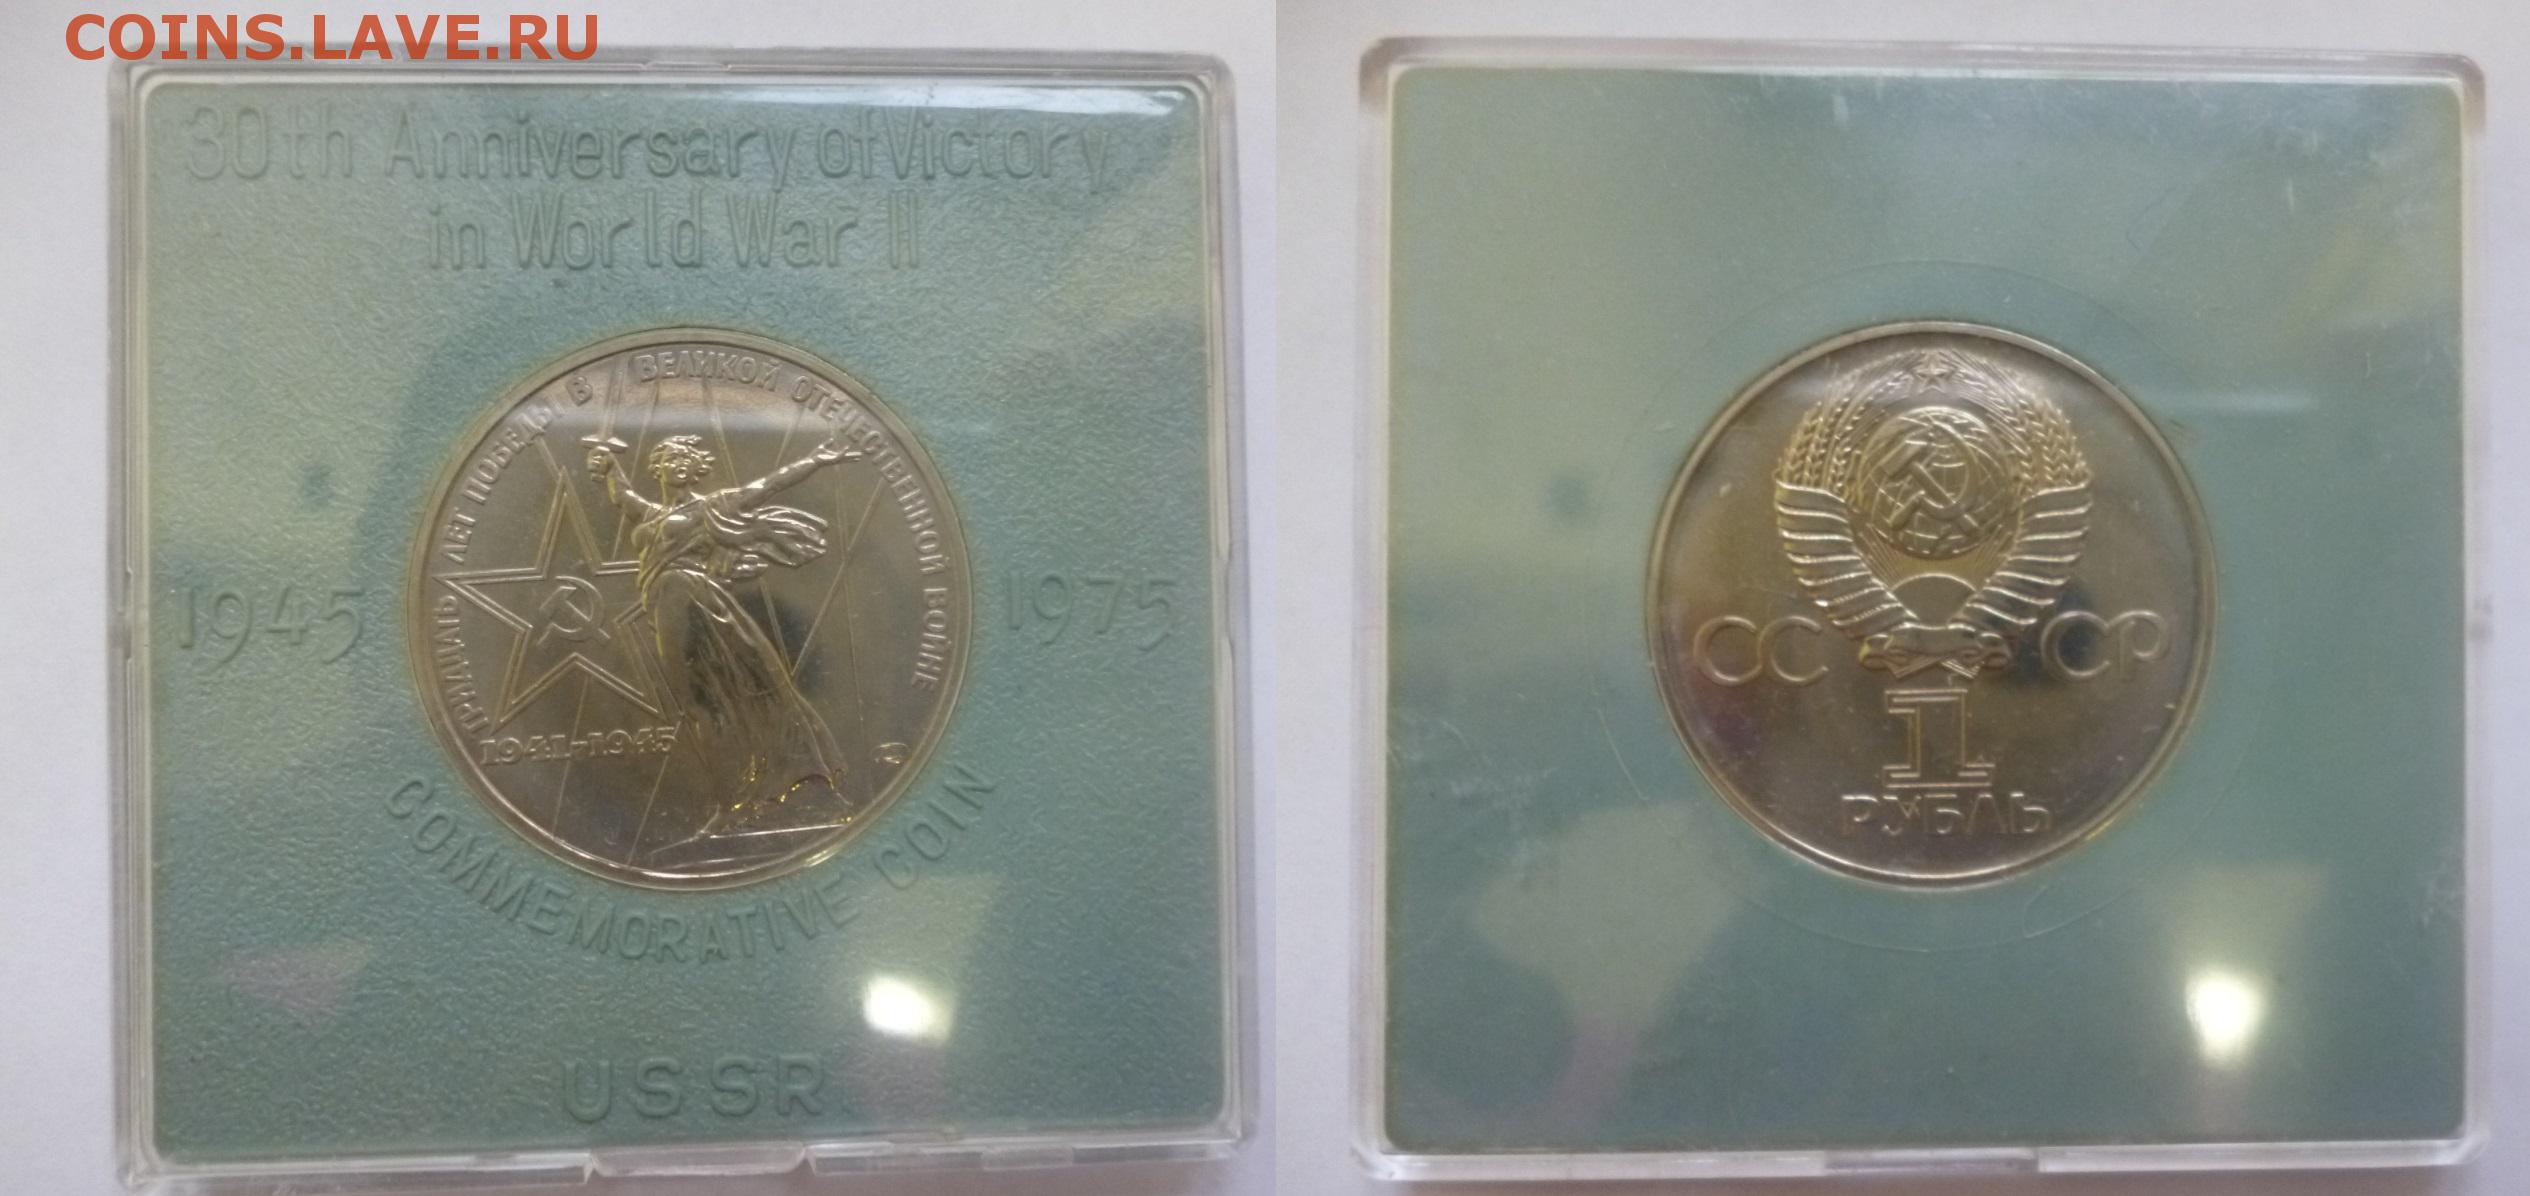 COINS.LAVE.RU
30th Anniversary of Victory
in World War II
ТРИДЦАТЬ ЛЕТ ПОБЕДЫ В ВЕЛИКОЙ ОТЕЧЕСТВЕННОЙ ВОЙНЕ
1945
1975
1941-1945
COMMEMORATIVE COIN
USSR
СС СР
1
РУБЛЬ